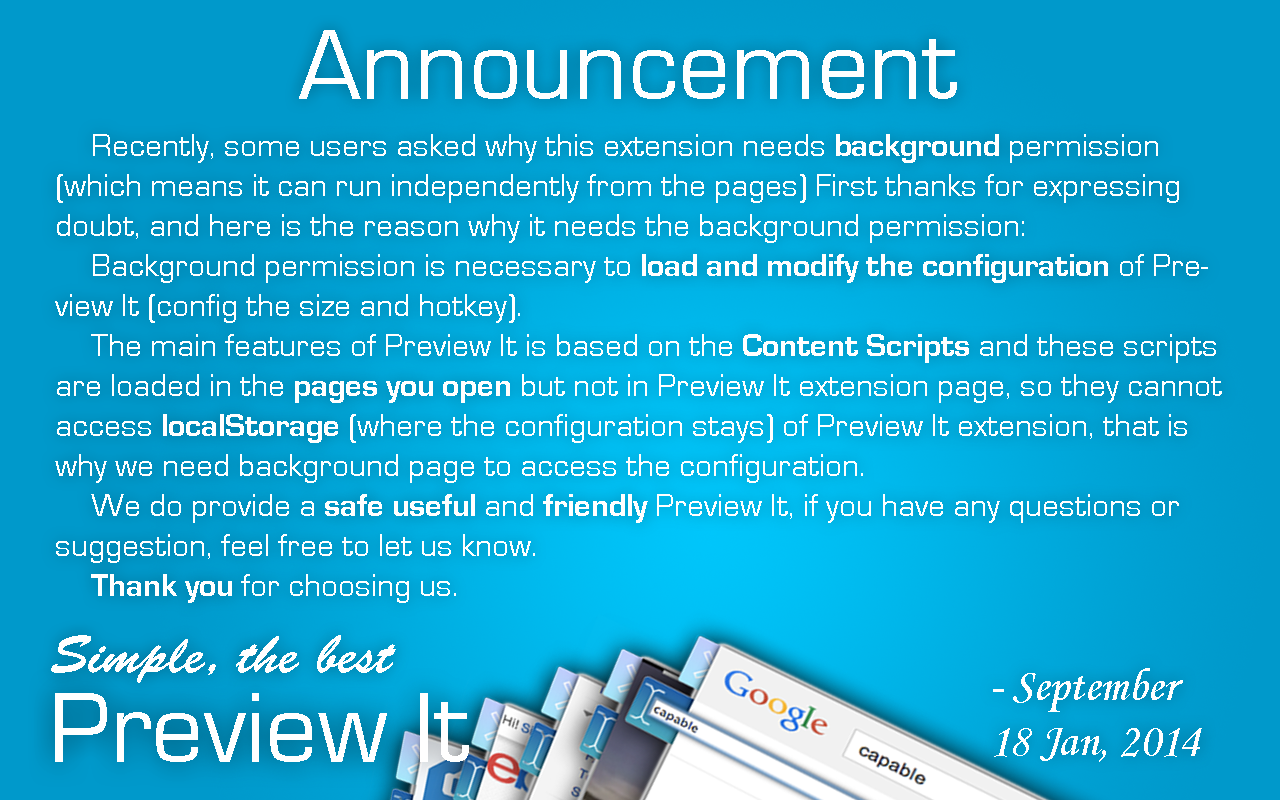 Announcement
Recently, some users asked why this extension needs background permission
(which means it can run independently from the pages) First thanks for expressing
doubt, and here is the reason why it needs the background permission:
Background permission is necessary to load and modify the configuration of Pre-
view It (config the size and hotkey).
The main features of Preview It is based on the Content Scripts and these scripts
are loaded in the pages you open but not in Preview It extension page, so they cannot
access localStorage (where the configuration stays) of Preview It extension, that is
why we need background page to access the configuration.
We do provide a safe useful and friendly Preview It, if you have any questions or
suggestion, feel free to let us know.
Thank you for choosing us.
Simple, the best
Preview It
Hi!
capable
Google
capable
- September
18 Jan, 2014